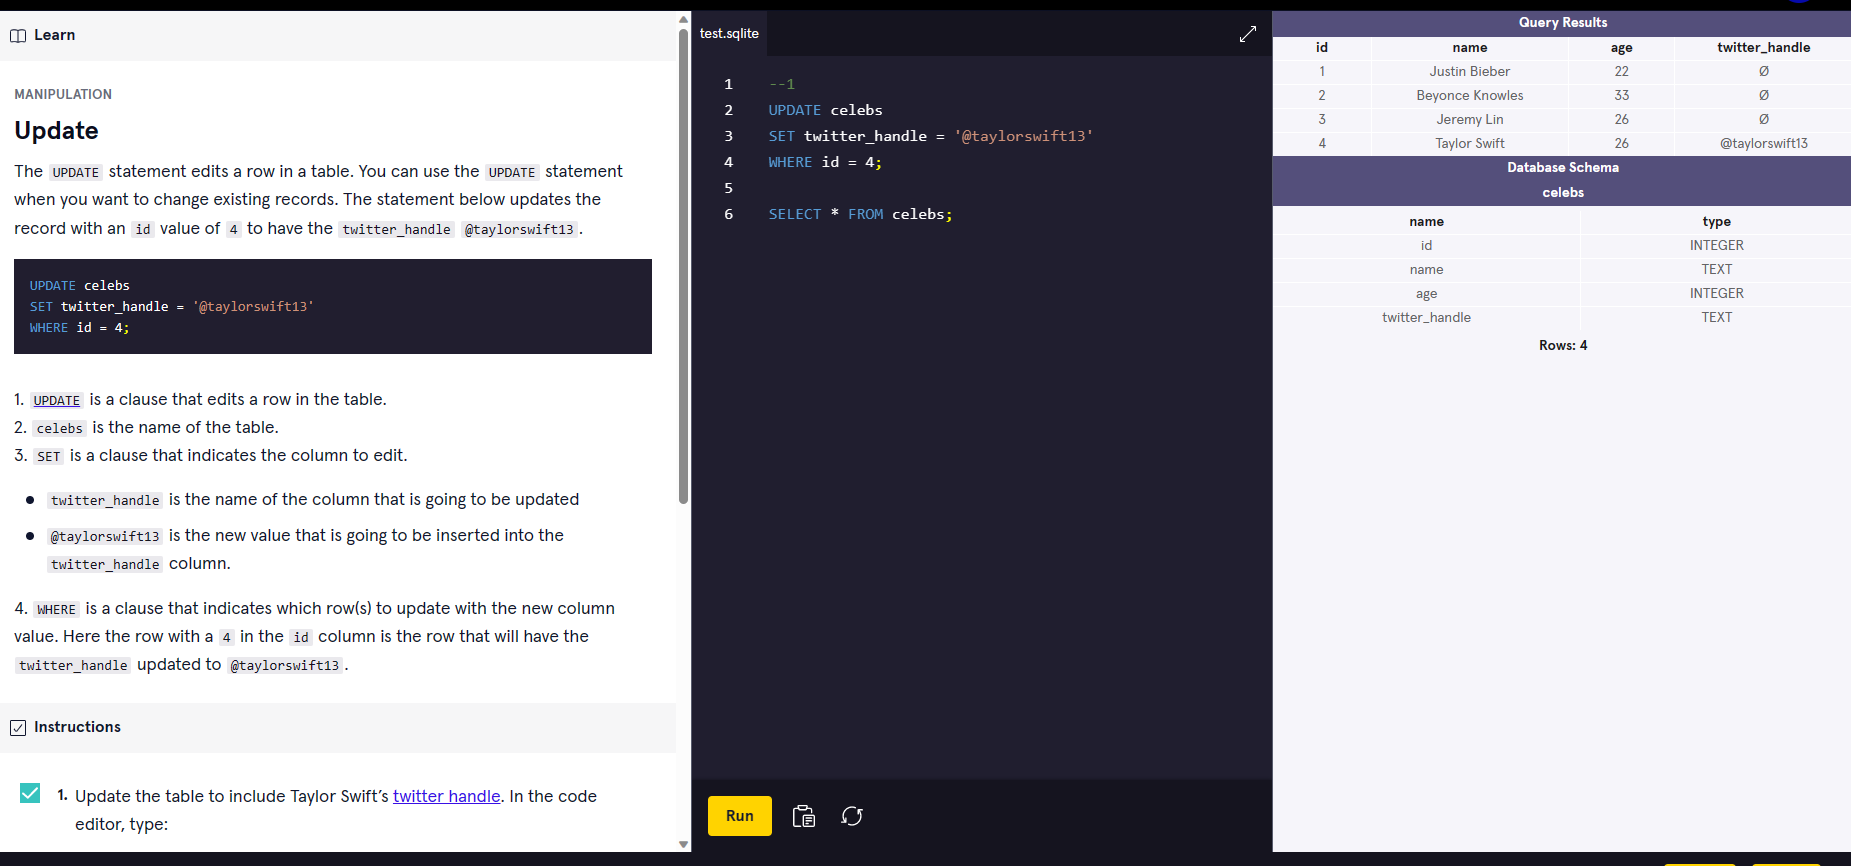 Learn
MANIPULATION
Update
The UPDATE statement edits a row in a table. You can use the UPDATE statement
when you want to change existing records. The statement below updates the
record with an id value of 4 to have the twitter_handle @taylorswift13.
UPDATE celebs
SET twitter_handle = '@taylorswift13'
WHERE id = 4;
1. UPDATE is a clause that edits a row in the table.
2. celebs is the name of the table.
3. SET is a clause that indicates the column to edit.
• twitter_handle is the name of the column that is going to be updated
• @taylorswift13 is the new value that is going to be inserted into the
twitter_handle column.
4. WHERE is a clause that indicates which row(s) to update with the new column
value. Here the row with a 4 in the id column is the row that will have the
twitter_handle updated to @taylorswift13.
Instructions
1. Update the table to include Taylor Swift’s twitter handle. In the code
editor, type:
test.sqlite
1 --1
2 UPDATE celebs
3 SET twitter_handle = '@taylorswift13'
4 WHERE id = 4;
5
6 SELECT * FROM celebs;
Run
Query Results
id name age twitter_handle
1 Justin Bieber 22 Ø
2 Beyonce Knowles 33 Ø
3 Jeremy Lin 26 Ø
4 Taylor Swift 26 @taylorswift13
Database Schema
celebs
name type
id INTEGER
name TEXT
age INTEGER
twitter_handle TEXT
Rows: 4